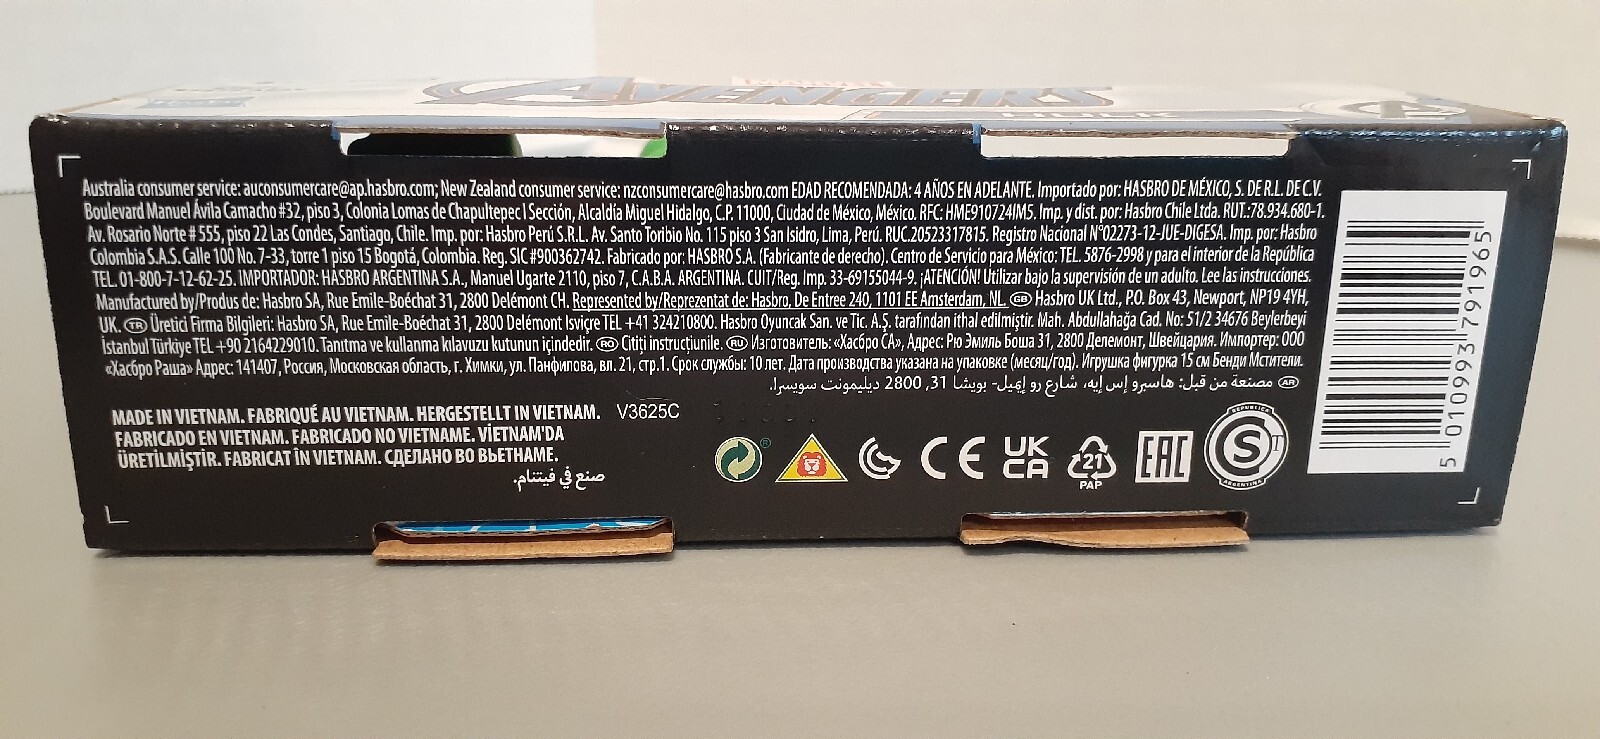 AVENGERS
Australia consumer service: auconsumercare@ap.hasbro.com; New Zealand consumer service: nzconsumercare@hasbro.com EDAD RECOMENDADA: 4 AÑOS EN ADELANTE. Importado por: HASBRO DE MÉXICO, S. DE R.L. DE C.V.
Boulevard Manuel Ávila Camacho #32, piso 3, Colonia Lomas de Chapultepec I Sección, Alcaldía Miguel Hidalgo, C.P. 11000, Ciudad de México, México. RFC: HME910724IM5. Imp. y dist. por: Hasbro Chile Ltda. RUT.:78.934.680-1.
Av. Rosario Norte # 555, piso 22 Las Condes, Santiago, Chile. Imp. por: Hasbro Perú S.R.L. Av. Santo Toribio No. 115 piso 3 San Isidro, Lima, Perú. RUC.20523317815. Registro Nacional N°02273-12-JUE-DIGESA. Imp. por: Hasbro
Colombia S.A.S. Calle 100 No. 7-33, torre 1 piso 15 Bogotá, Colombia. Reg. SIC #900362742. Fabricado por: HASBRO S.A. (Fabricante de derecho). Centro de Servicio para México: TEL. 5876-2998 y para el interior de la República
TEL. 01-800-7-12-62-25. IMPORTADOR: HASBRO ARGENTINA S.A., Manuel Ugarte 2110, piso 7, C.A.B.A. ARGENTINA. CUIT/Reg. Imp. 33-69155044-9. ¡ATENCIÓN! Utilizar bajo la supervisión de un adulto. Lee las instrucciones.
Manufactured by/Produs de: Hasbro SA, Rue Emile-Boéchat 31, 2800 Delémont CH. Represented by/Reprezentat de: Hasbro, De Entree 240, 1101 EE Amsterdam, NL. GB Hasbro UK Ltd., P.O. Box 43, Newport, NP19 4YH,
UK. TR Üretici Firma Bilgileri: Hasbro SA, Rue Emile-Boéchat 31, 2800 Delémont İsviçre TEL +41 324210800. Hasbro Oyuncak San. ve Tic. A.Ş. tarafından ithal edilmiştir. Mah. Abdullahağa Cad. No: 51/2 34676 Beylerbeyi
İstanbul Türkiye TEL +90 2164229010. Tanıtma ve kullanma kılavuzu kutunun içindedir. RO Citiți instrucțiunile. RU Изготовитель: «Хасбро СА», Адрес: Рю Эмиль Боша 31, 2800 Делемонт, Швейцария. Импортер: ООО
«Хасбро Раша» Адрес: 141407, Россия, Московская область, г. Химки, ул. Панфилова, вл. 21, стр.1. Срок службы: 10 лет. Дата производства указана на упаковке (месяц/год). Игрушка фигурка 15 см Бенди Мстители.
AR مصنعة من قبل: هاسبرو إس إيه، شارع رو إيميل- بويشا 31, 2800 ديليمونت سويسرا.
MADE IN VIETNAM. FABRIQUÉ AU VIETNAM. HERGESTELLT IN VIETNAM. V3625C
FABRICADO EN VIETNAM. FABRICADO NO VIETNAME. VİETNAM'DA
ÜRETİLMİŞTİR. FABRICAT ÎN VIETNAM. СДЕЛАНО ВО ВЬЕТНАМЕ.
صنع في فيتنام.
®
CE
UK
CA
21
PAP
EAC
REPUBLICA
S T
ARGENTINA
5 010993 791965